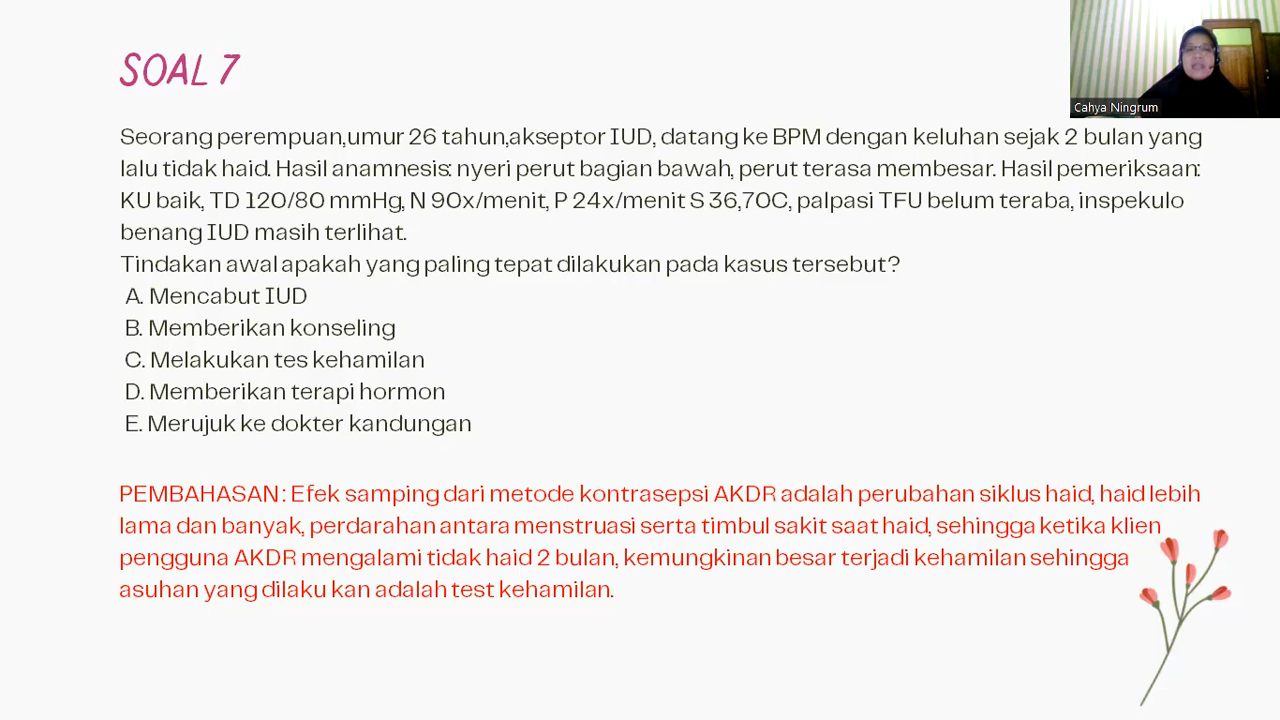 SOAL 7
Cahya Ningrum
Seorang perempuan,umur 26 tahun,akseptor IUD, datang ke BPM dengan keluhan sejak 2 bulan yang
lalu tidak haid. Hasil anamnesis: nyeri perut bagian bawah, perut terasa membesar. Hasil pemeriksaan:
KU baik, TD 120/80 mmHg, N 90x/menit, P 24x/menit S 36,70C, palpasi TFU belum teraba, inspekulo
benang IUD masih terlihat.
Tindakan awal apakah yang paling tepat dilakukan pada kasus tersebut?
A. Mencabut IUD
B. Memberikan konseling
C. Melakukan tes kehamilan
D. Memberikan terapi hormon
E. Merujuk ke dokter kandungan
PEMBAHASAN : Efek samping dari metode kontrasepsi AKDR adalah perubahan siklus haid, haid lebih
lama dan banyak, perdarahan antara menstruasi serta timbul sakit saat haid, sehingga ketika klien
pengguna AKDR mengalami tidak haid 2 bulan, kemungkinan besar terjadi kehamilan sehingga
asuhan yang dilaku kan adalah test kehamilan.